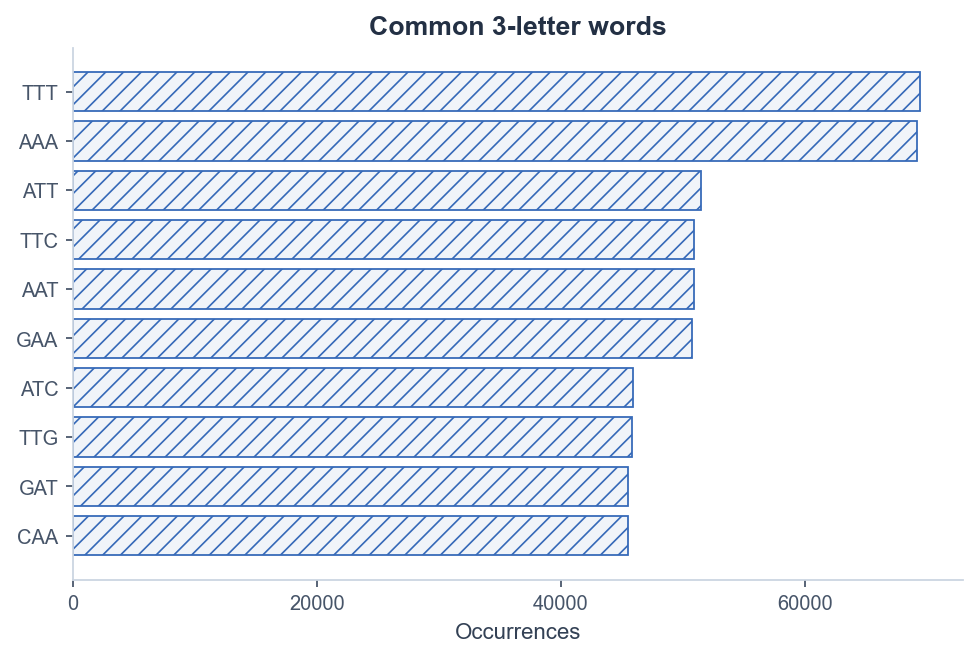 Common 3-letter words
TTT
AAA
ATT
TTC
AAT
GAA
ATC
TTG
GAT
CAA
0 20000 40000 60000
Occurrences